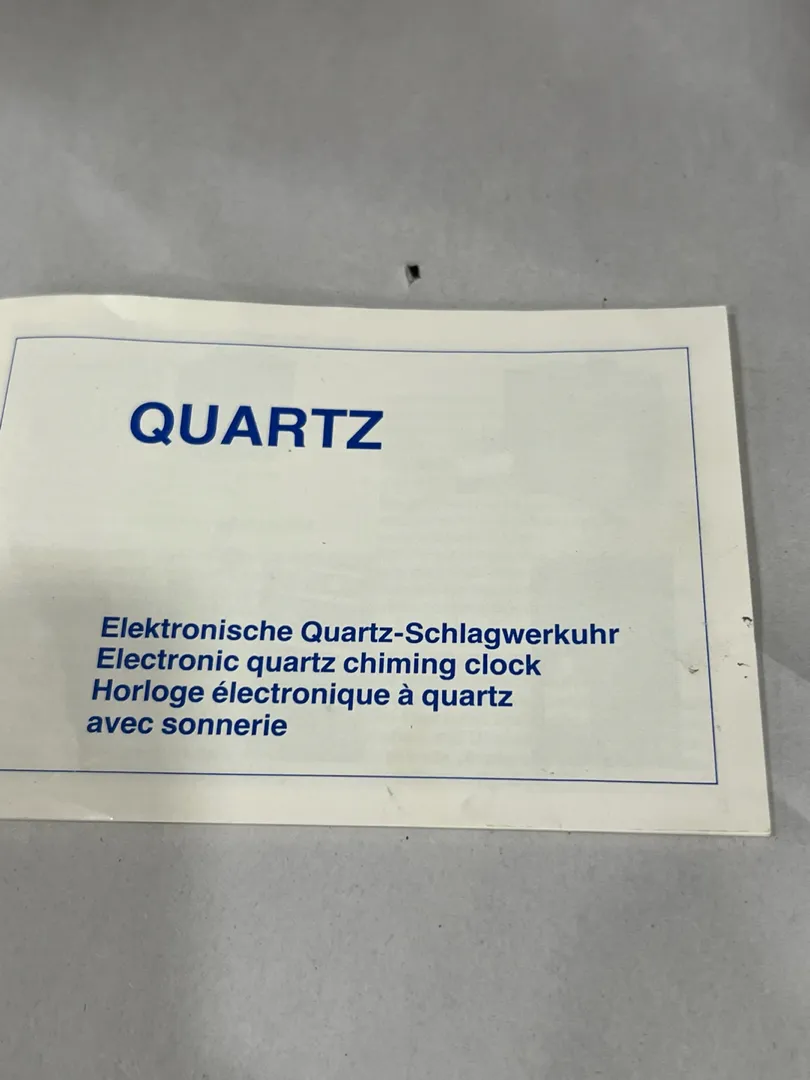 QUARTZ
Elektronische Quartz-Schlagwerkuhr
Electronic quartz chiming clock
Horloge électronique à quartz
avec sonnerie